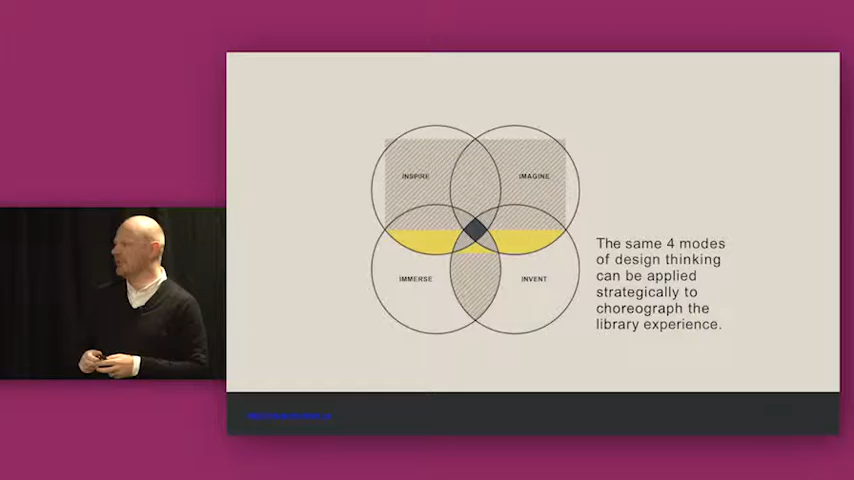 INSPIRE
IMAGINE
IMMERSE
INVENT
The same 4 modes
of design thinking
can be applied
strategically to
choreograph the
library experience.